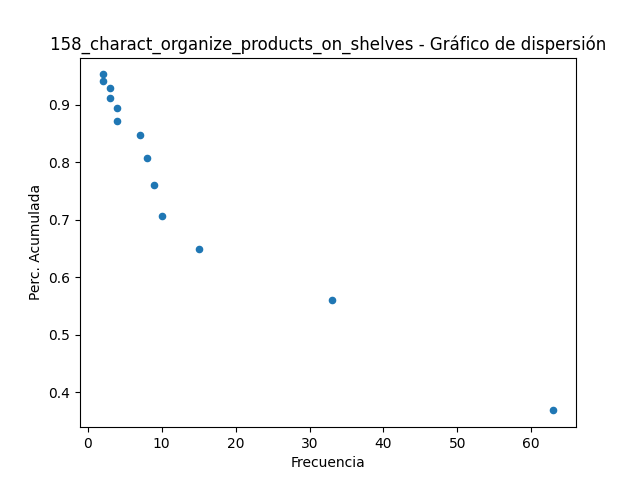 158_charact_organize_products_on_shelves - Gráfico de dispersión
0.9
0.8
0.7
0.6
0.5
0.4
Perc. Acumulada
0 10 20 30 40 50 60
Frecuencia